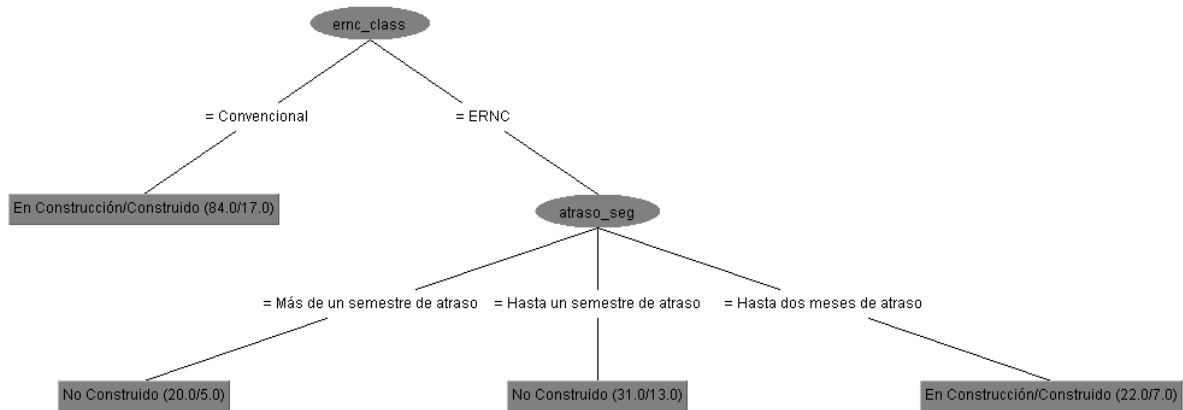 ernc_class
= Convencional
= ERNC
En Construcción/Construido (84.0/17.0)
atraso_seg
= Más de un semestre de atraso
= Hasta un semestre de atraso
= Hasta dos meses de atraso
No Construido (20.0/5.0)
No Construido (31.0/13.0)
En Construcción/Construido (22.0/7.0)